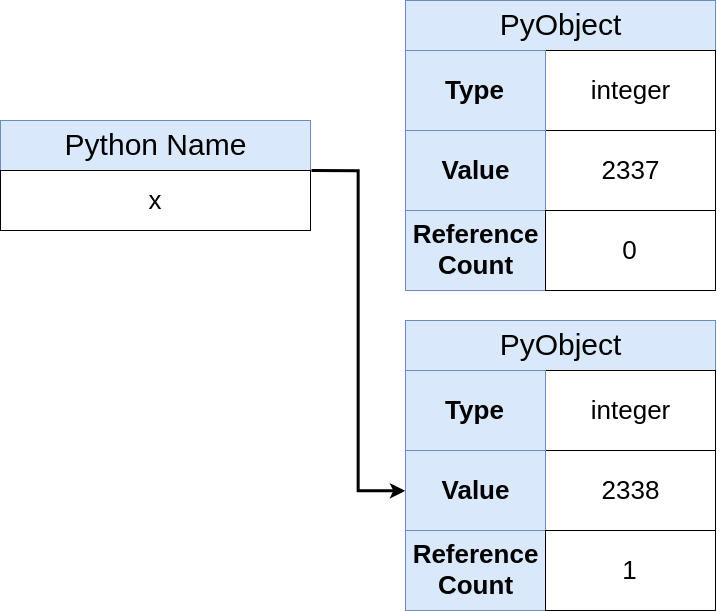 Python Name
x
PyObject
Type
integer
Value
2337
Reference
Count
0
PyObject
Type
integer
Value
2338
Reference
Count
1